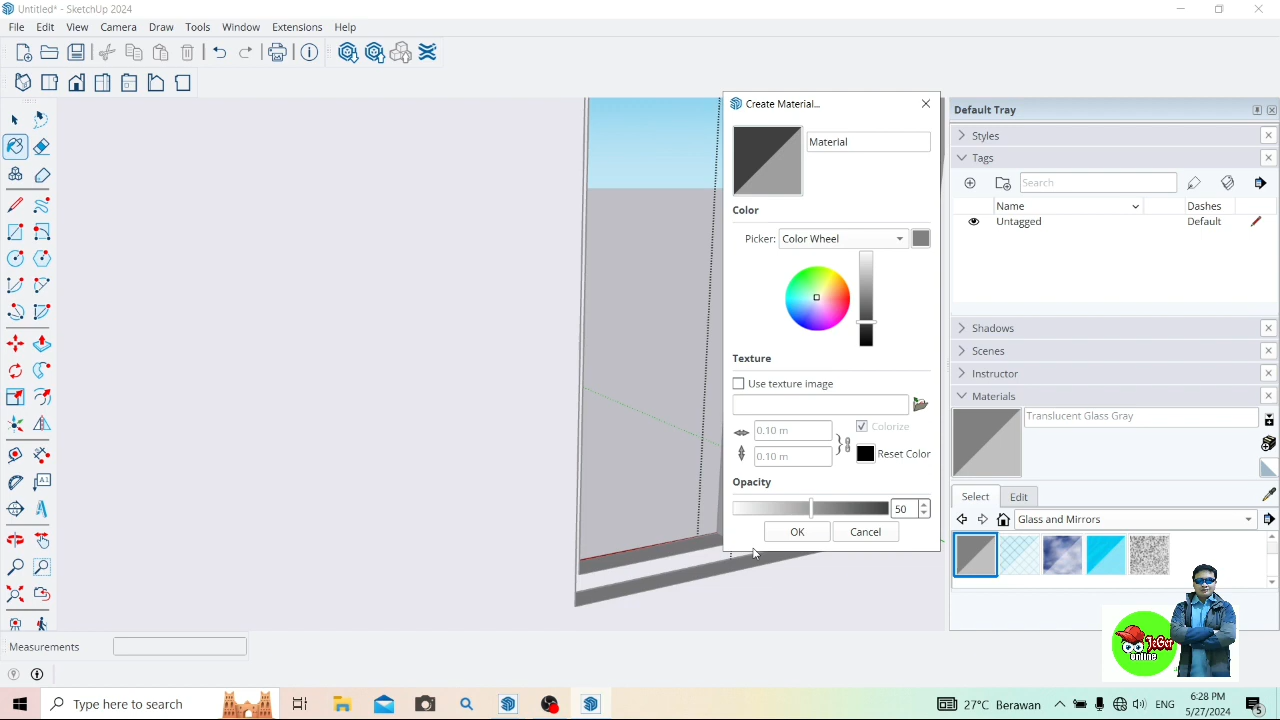 Untitled* - SketchUp 2024
File Edit View Camera Draw Tools Window Extensions Help
Create Material...
Material
Color
Picker: Color Wheel
Texture
Use texture image
0.10 m
Colorize
0.10 m
Reset Color
Opacity
50
OK Cancel
Default Tray
Styles
Tags
Search
Name Dashes
Untagged Default
Shadows
Scenes
Instructor
Materials
Translucent Glass Gray
Select Edit
Glass and Mirrors
online
Measurements
Type here to search
27°C Berawan
ENG
6:28 PM
5/27/2024
5